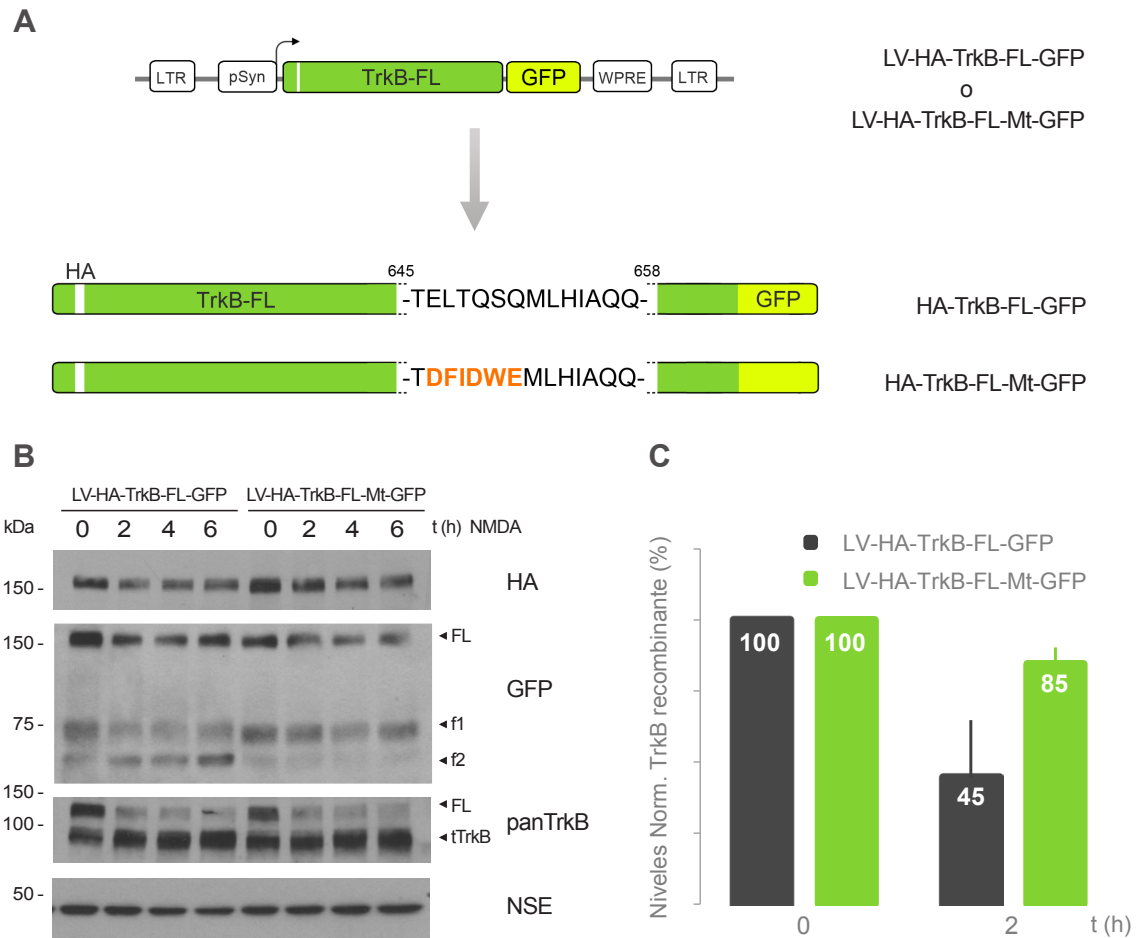 A
LTR pSyn TrkB-FL GFP WPRE LTR
LV-HA-TrkB-FL-GFP
o
LV-HA-TrkB-FL-Mt-GFP
HA 645 658
TrkB-FL -TELTQSQMLHIAQQ- GFP HA-TrkB-FL-GFP
-TDFIDWEMLHIAQQ- HA-TrkB-FL-Mt-GFP
B
LV-HA-TrkB-FL-GFP LV-HA-TrkB-FL-Mt-GFP
kDa 0 2 4 6 0 2 4 6 t (h) NMDA
150 - HA
150 - FL
GFP
75 - f1
f2
150 - FL
100 - panTrkB
tTrkB
50 - NSE
C
LV-HA-TrkB-FL-GFP
LV-HA-TrkB-FL-Mt-GFP
Niveles Norm. TrkB recombinante (%)
100 100 45 85
0 2 t (h)